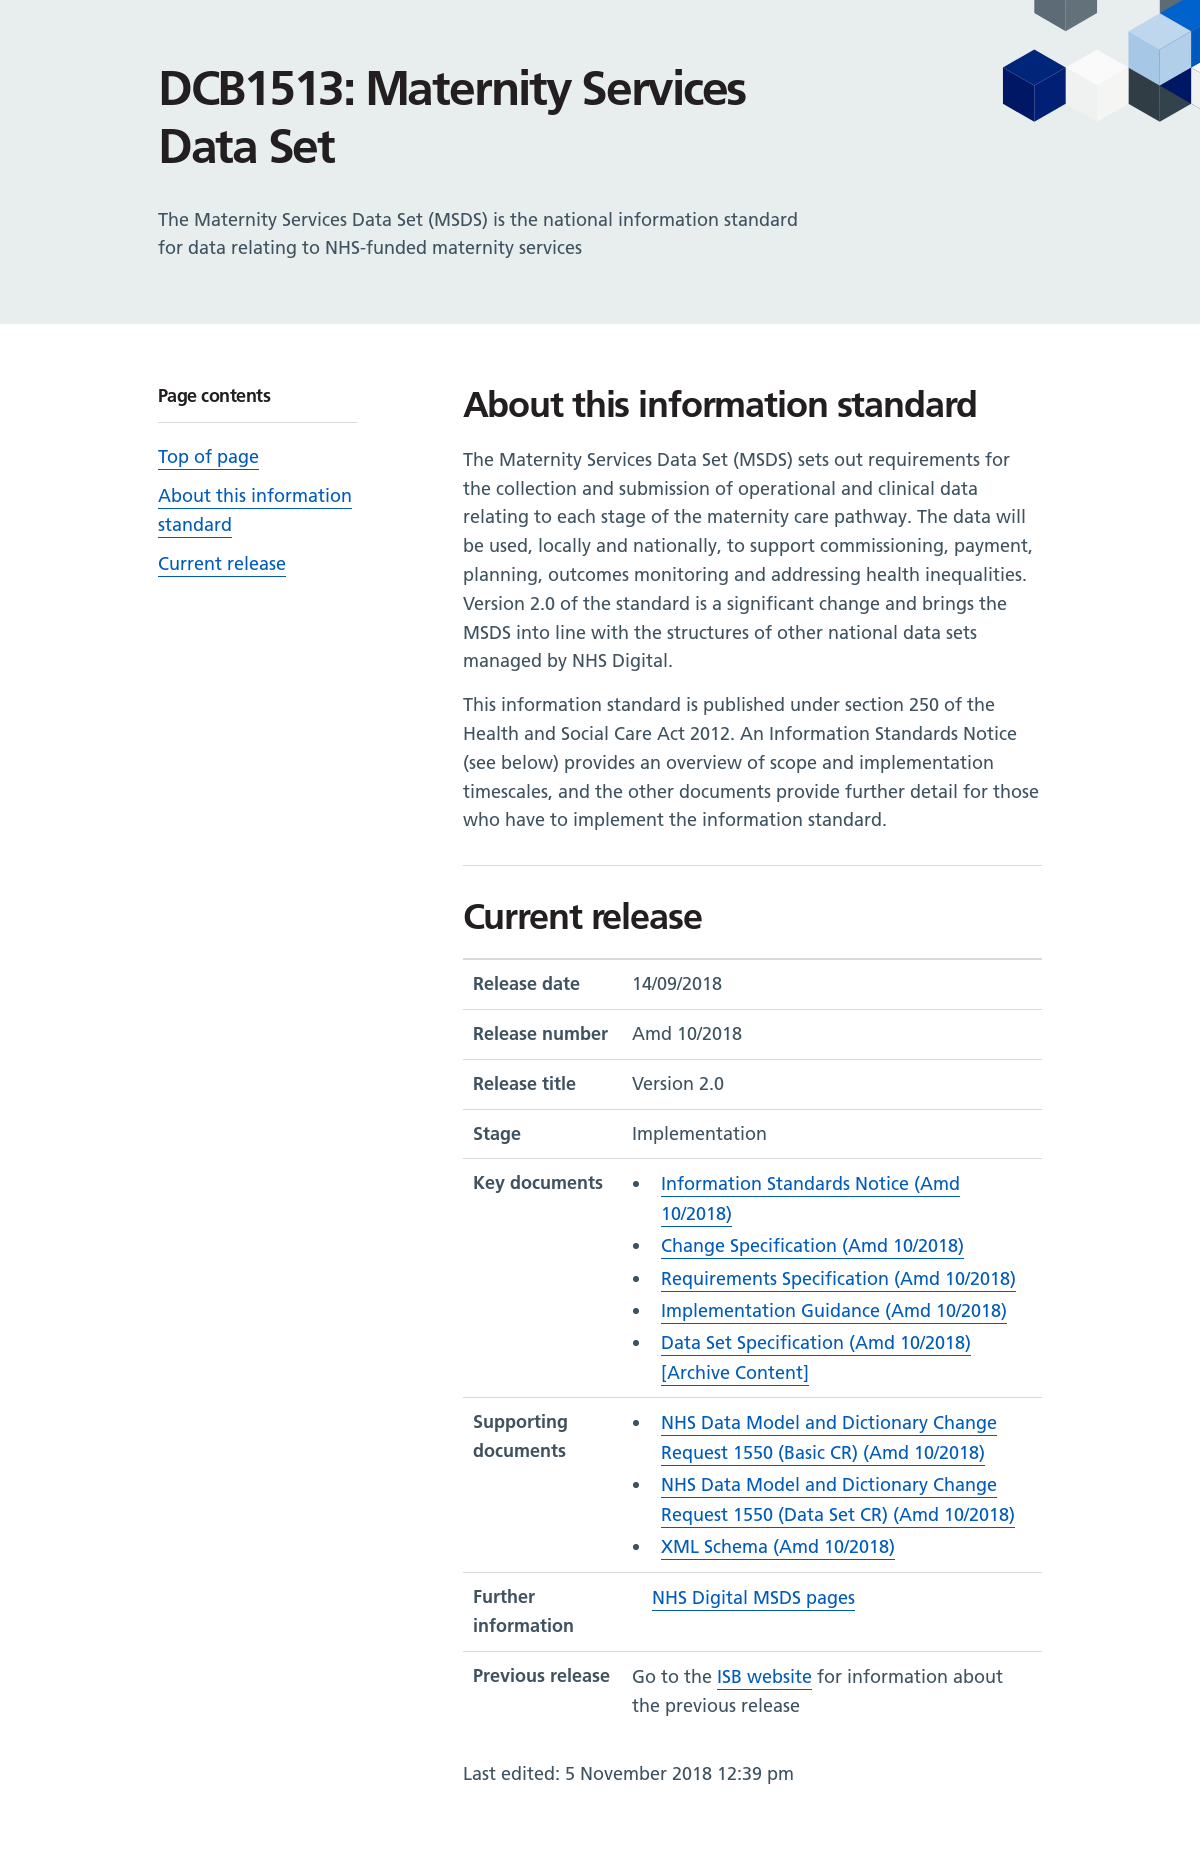 DCB1513: Maternity Services
Data Set
The Maternity Services Data Set (MSDS) is the national information standard
for data relating to NHS-funded maternity services
Page contents
Top of page
About this information
standard
Current release
About this information standard
The Maternity Services Data Set (MSDS) sets out requirements for
the collection and submission of operational and clinical data
relating to each stage of the maternity care pathway. The data will
be used, locally and nationally, to support commissioning, payment,
planning, outcomes monitoring and addressing health inequalities.
Version 2.0 of the standard is a significant change and brings the
MSDS into line with the structures of other national data sets
managed by NHS Digital.
This information standard is published under section 250 of the
Health and Social Care Act 2012. An Information Standards Notice
(see below) provides an overview of scope and implementation
timescales, and the other documents provide further detail for those
who have to implement the information standard.
Current release
Release date 14/09/2018
Release number Amd 10/2018
Release title Version 2.0
Stage Implementation
Key documents • Information Standards Notice (Amd
10/2018)
• Change Specification (Amd 10/2018)
• Requirements Specification (Amd 10/2018)
• Implementation Guidance (Amd 10/2018)
• Data Set Specification (Amd 10/2018)
[Archive Content]
Supporting
documents
• NHS Data Model and Dictionary Change
Request 1550 (Basic CR) (Amd 10/2018)
• NHS Data Model and Dictionary Change
Request 1550 (Data Set CR) (Amd 10/2018)
• XML Schema (Amd 10/2018)
Further
information
NHS Digital MSDS pages
Previous release Go to the ISB website for information about
the previous release
Last edited: 5 November 2018 12:39 pm